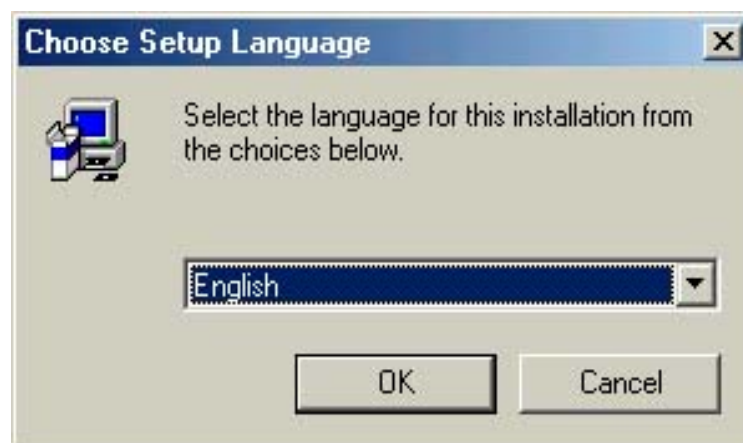 Choose Setup Language
Select the language for this installation from
the choices below.
English
OK
Cancel